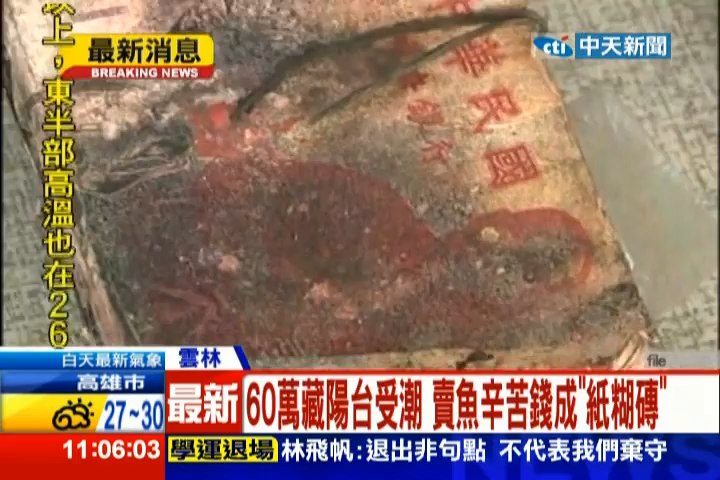 最新消息
BREAKING NEWS
cti 中天新聞
上，東半部高溫也在26
中華民國
file
白天最新氣象
雲林
高雄市
27~30
最新
60萬藏陽台受潮 賣魚辛苦錢成"紙糊磚"
11:06:03
學運退場
林飛帆:退出非句點 不代表我們棄守
NEWS